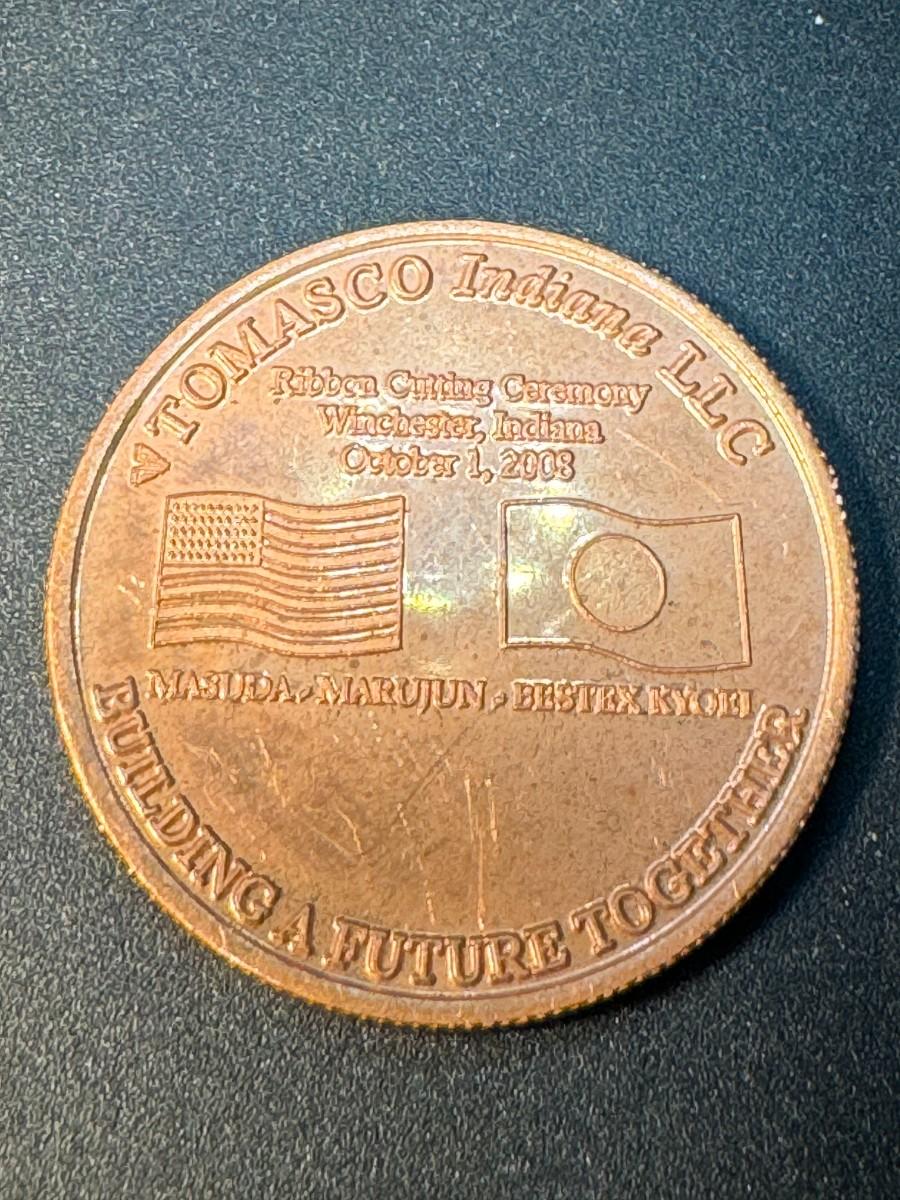 TOMASCO Indiana LLC
Ribbon Cutting Ceremony
Winchester, Indiana
October 1, 2008
MASUDA - MARUJUN - BESTEX KYOEI
BUILDING A FUTURE TOGETHER